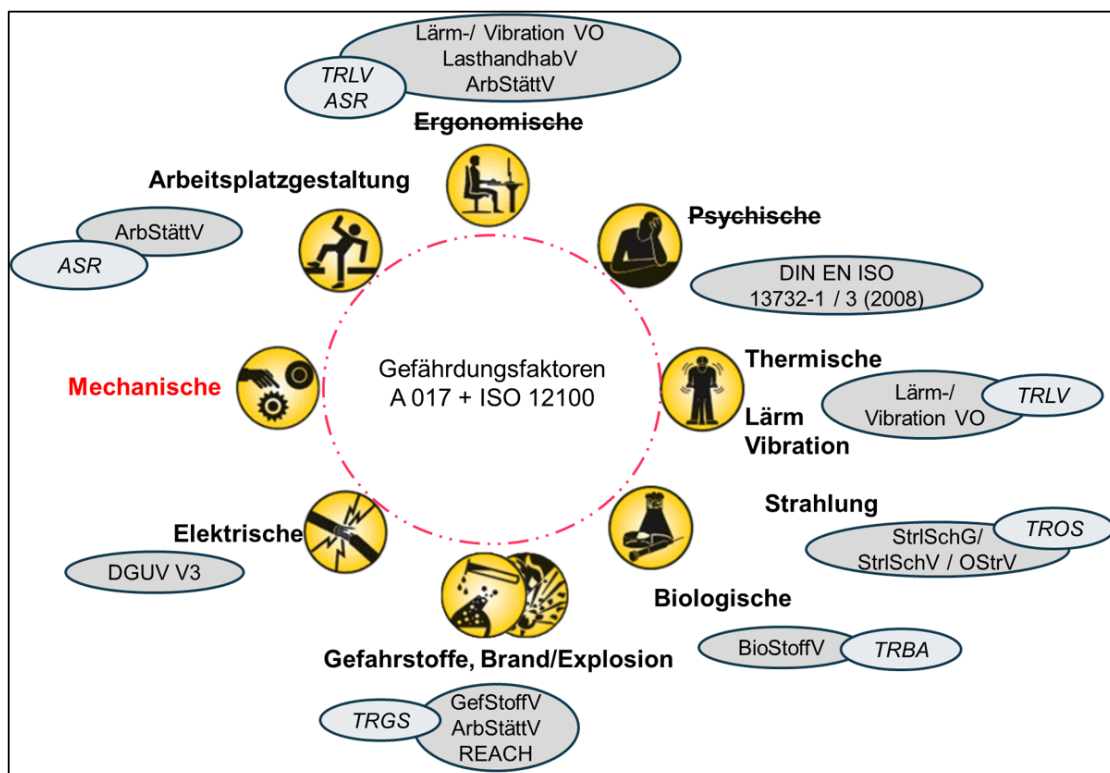 Lärm-/ Vibration VO
LasthandhabV
ArbStättV
TRLV
ASR
Ergonomische
Arbeitsplatzgestaltung
ArbStättV
ASR
Psychische
DIN EN ISO
13732-1 / 3 (2008)
Mechanische
Gefährdungsfaktoren
A 017 + ISO 12100
Thermische
Lärm
Vibration
Lärm-/
Vibration VO
TRLV
Elektrische
DGUV V3
Strahlung
StrlSchG/
StrlSchV / OStrV
TROS
Biologische
BioStoffV
TRBA
Gefahrstoffe, Brand/Explosion
TRGS
GefStoffV
ArbStättV
REACH